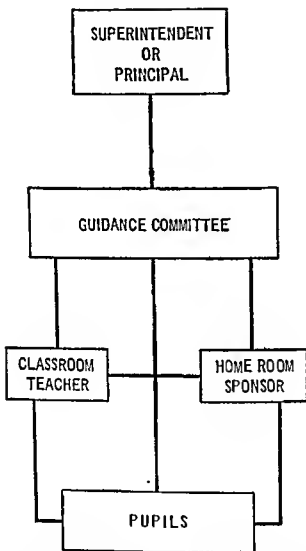 SUPERINTENDENT
OR
PRINCIPAL
GUIDANCE COMMITTEE
CLASSROOM
TEACHER
HOME ROOM
SPONSOR
PUPILS